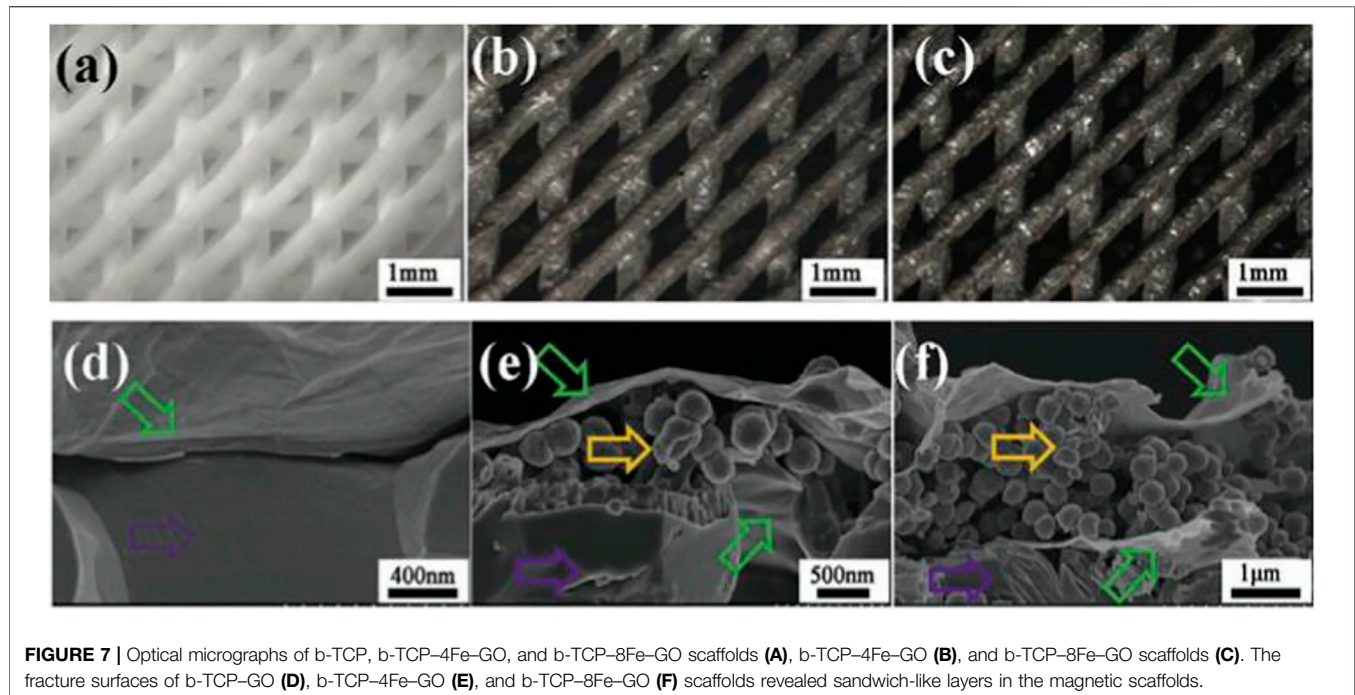 (a)
(b)
(c)
1mm
1mm
1mm
(d)
(e)
(f)
400nm
500nm
1μm
FIGURE 7 | Optical micrographs of b-TCP, b-TCP–4Fe–GO, and b-TCP–8Fe–GO scaffolds (A), b-TCP–4Fe–GO (B), and b-TCP–8Fe–GO scaffolds (C). The
fracture surfaces of b-TCP–GO (D), b-TCP–4Fe–GO (E), and b-TCP–8Fe–GO (F) scaffolds revealed sandwich-like layers in the magnetic scaffolds.